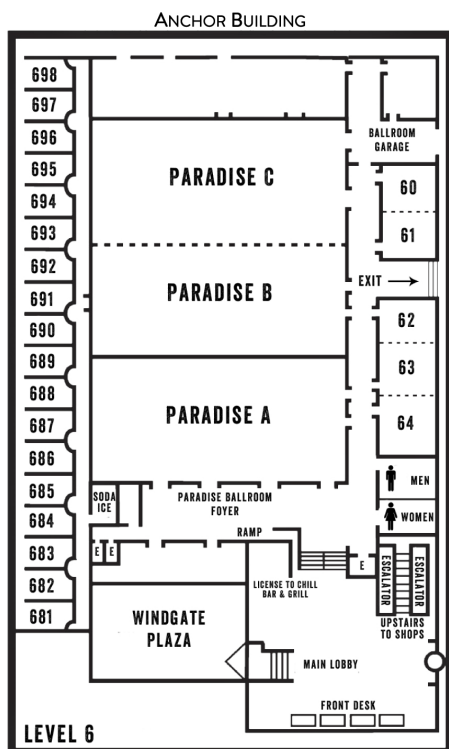 ANCHOR BUILDING
698
697
696
695
694
693
692
691
690
689
688
687
686
685
684
683
682
681
PARADISE C
PARADISE B
PARADISE A
BALLROOM
GARAGE
60
61
EXIT
62
63
64
MEN
WOMEN
SODA
ICE
PARADISE BALLROOM
FOYER
RAMP
E
E
E
LICENSE TO CHILL
BAR & GRILL
ESCALATOR
ESCALATOR
UPSTAIRS
TO SHOPS
WINDGATE
PLAZA
MAIN LOBBY
FRONT DESK
LEVEL 6